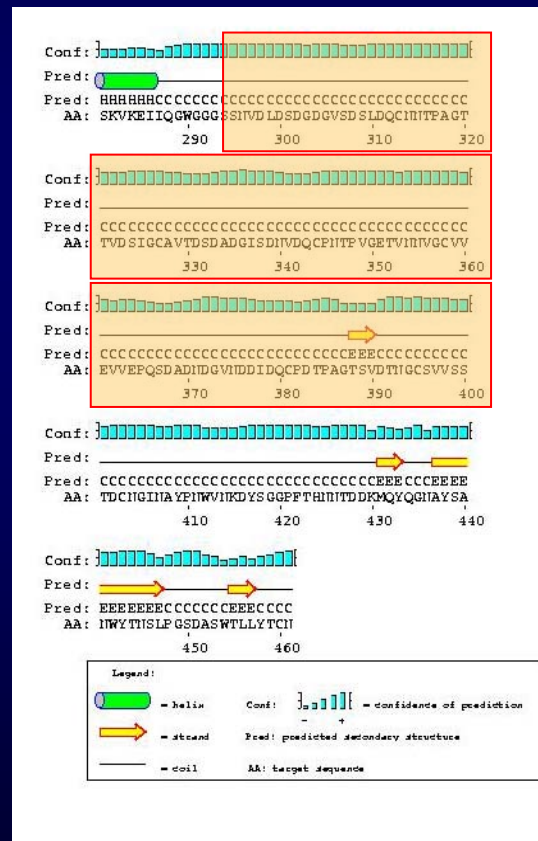 Conf:
Pred:
Pred: HHHHHHCCCCCCCCCCCCCCCCCCCCCCCCCCCCCCCCCC
AA: SKVKEIIQGWGGGSSNVDLDSDGDGVSDSLDQCNNTPAGT
290 300 310 320
Conf:
Pred:
Pred: CCCCCCCCCCCCCCCCCCCCCCCCCCCCCCCCCCCCCCCC
AA: TVDSIGCAVTDSDADGISDNVDQCPNTPVGETVNNVGCVV
330 340 350 360
Conf:
Pred:
Pred: CCCCCCCCCCCCCCCCCCCCCCCCCCCEEECCCCCCCCCC
AA: EVVEPQSDADNDGVNDDIDQCPDTPAGTSVDTNGCSVVSS
370 380 390 400
Conf:
Pred:
Pred: CCCCCCCCCCCCCCCCCCCCCCCCCCCCCCEEECCCEEEE
AA: TDCNGINAYPNWVNKDYSGGPFTHNNTDDKMQYQGNAYSA
410 420 430 440
Conf:
Pred:
Pred: EEEEEEECCCCCCCEEECCCC
AA: NWYTNSLPGSDASWTLLYTCN
450 460
Legend:
= helix Conf: = confidence of prediction
- +
= strand Pred: predicted secondary structure
= coil AA: target sequence